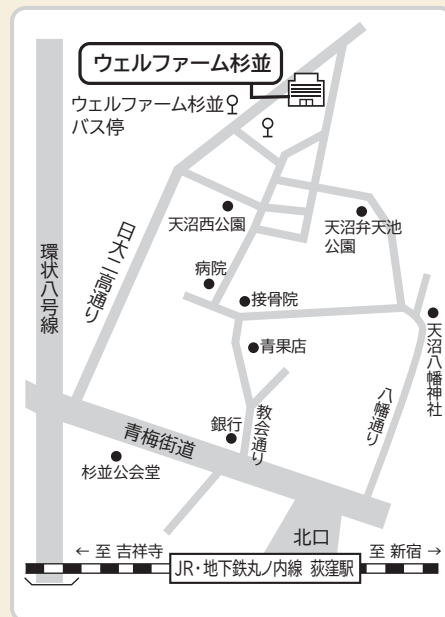 ウェルファーム杉並
ウェルファーム杉並
バス停
天沼西公園
天沼弁天池
公園
日大二高通り
環状八号線
病院
接骨院
青果店
天沼八幡神社
八幡通り
教会通り
銀行
青梅街道
杉並公会堂
北口
← 至 吉祥寺
至 新宿 →
JR・地下鉄丸ノ内線 荻窪駅